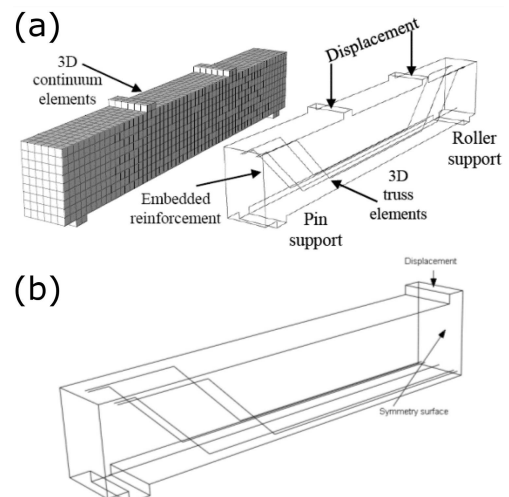 (a)
3D
continuum
elements
Displacement
Roller
support
Embedded
reinforcement
3D
truss
elements
Pin
support
(b)
Displacement
Symmetry surface